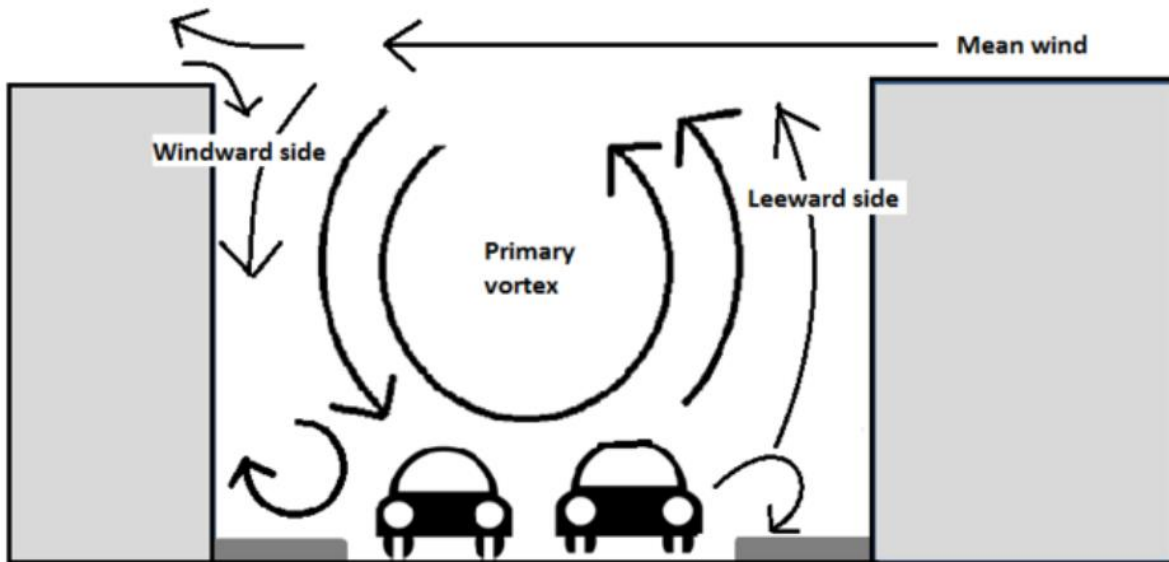 Mean wind
Windward side
Leeward side
Primary
vortex